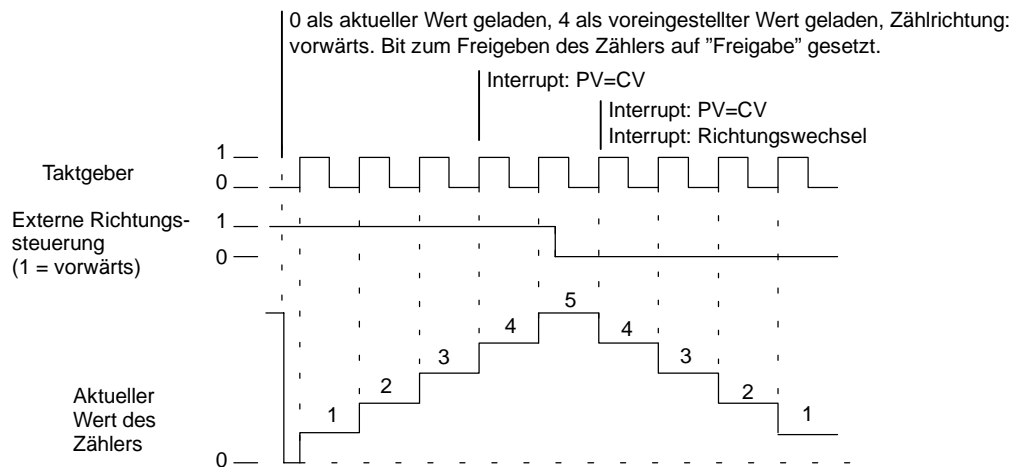 0 als aktueller Wert geladen, 4 als voreingestellter Wert geladen, Zählrichtung:
vorwärts. Bit zum Freigeben des Zählers auf ”Freigabe” gesetzt.
Interrupt: PV=CV
Interrupt: PV=CV
Interrupt: Richtungswechsel
Taktgeber
1
0
Externe Richtungs-
steuerung
(1 = vorwärts)
1
0
Aktueller
Wert des
Zählers
0
1
2
3
4
5
4
3
2
1